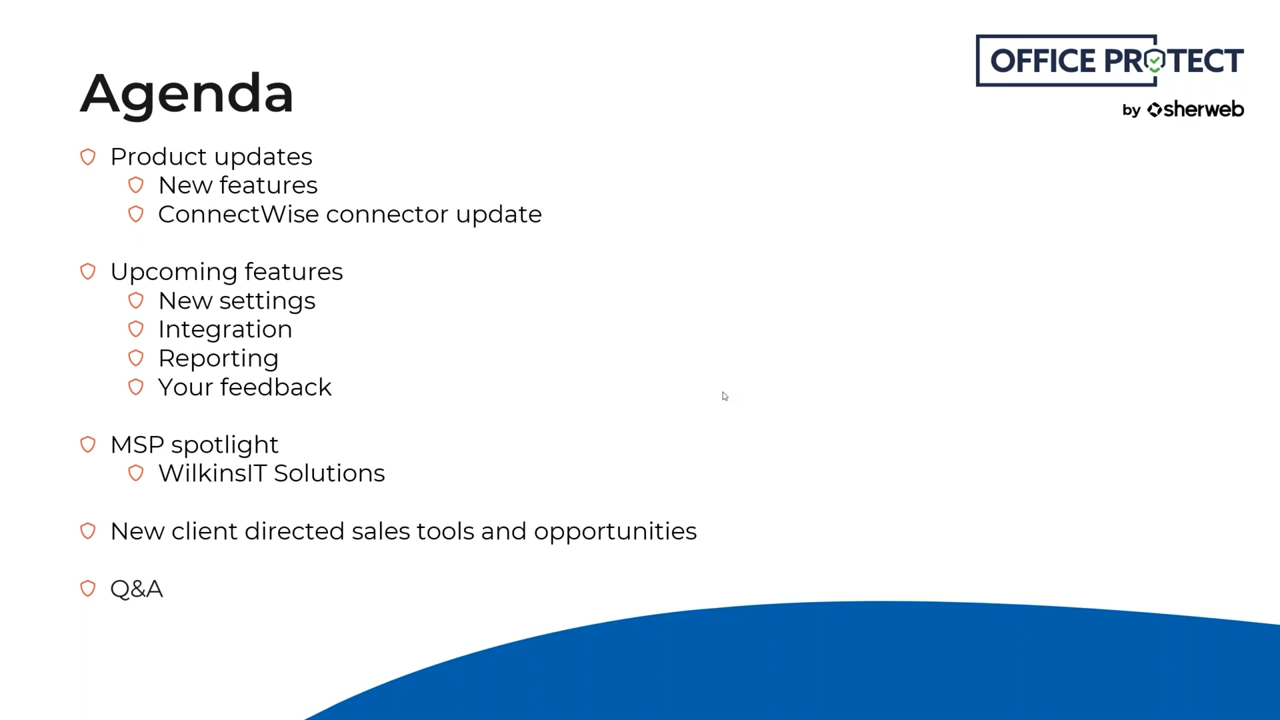 OFFICE PROTECT
by sherweb
Agenda
Product updates
New features
ConnectWise connector update
Upcoming features
New settings
Integration
Reporting
Your feedback
MSP spotlight
WilkinsIT Solutions
New client directed sales tools and opportunities
Q&A